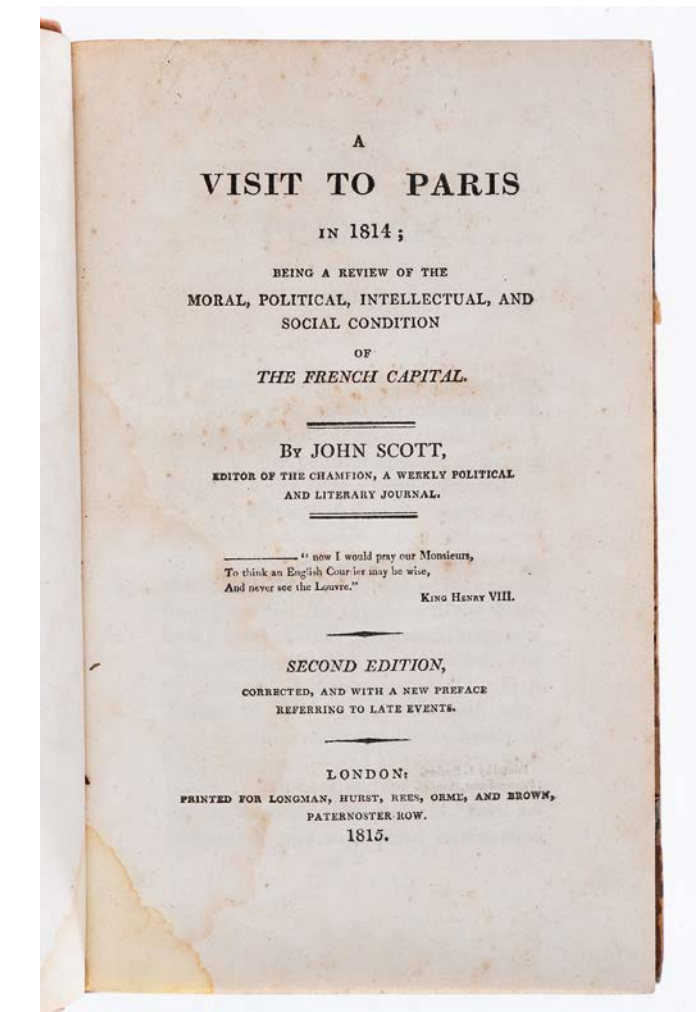 A
VISIT TO PARIS
IN 1814;
BEING A REVIEW OF THE
MORAL, POLITICAL, INTELLECTUAL, AND
SOCIAL CONDITION
OF
THE FRENCH CAPITAL.
By JOHN SCOTT,
EDITOR OF THE CHAMPION, A WEEKLY POLITICAL
AND LITERARY JOURNAL.
“ now I would pray our Monsieurs,
To think an English Courtier may be wise,
And never see the Louvre."
KING HENRY VIII.
SECOND EDITION,
CORRECTED, AND WITH A NEW PREFACE
REFERRING TO LATE EVENTS.
LONDON:
PRINTED FOR LONGMAN, HURST, REES, ORME, AND BROWN,
PATERNOSTER ROW.
1815.